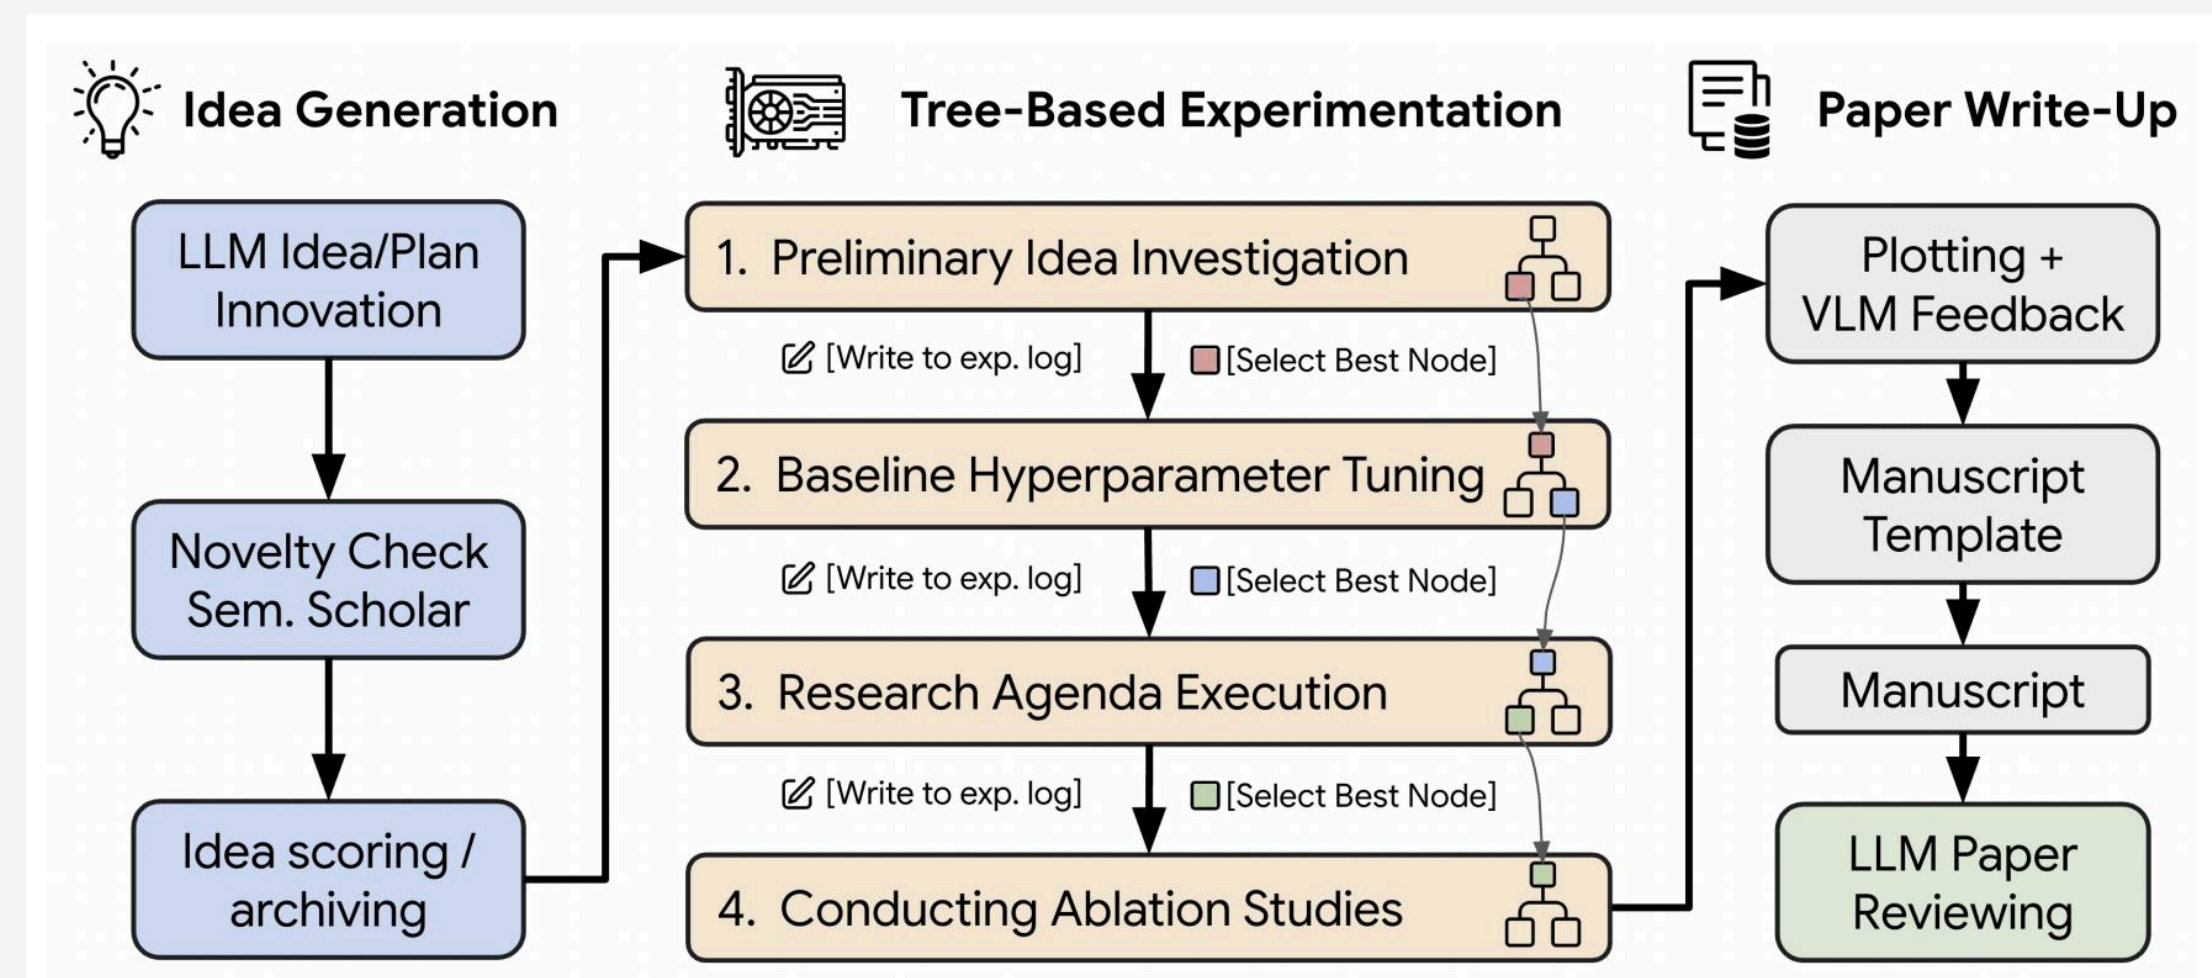 Idea Generation
LLM Idea/Plan
Innovation
Novelty Check
Sem. Scholar
Idea scoring /
archiving
Tree-Based Experimentation
1. Preliminary Idea Investigation
[Write to exp. log]
[Select Best Node]
2. Baseline Hyperparameter Tuning
[Write to exp. log]
[Select Best Node]
3. Research Agenda Execution
[Write to exp. log]
[Select Best Node]
4. Conducting Ablation Studies
Paper Write-Up
Plotting +
VLM Feedback
Manuscript
Template
Manuscript
LLM Paper
Reviewing